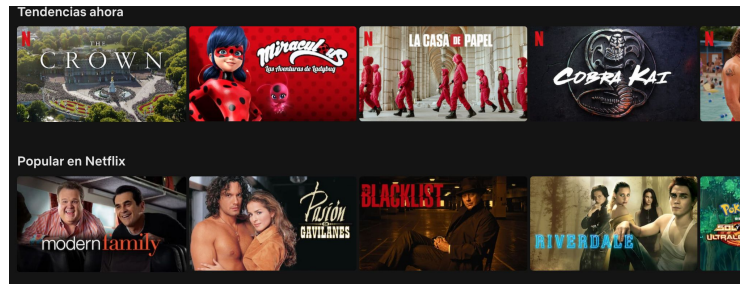 Tendencias ahora
N
THE
CROWN
Miraculous
Las Aventuras de Ladybug
N
LA CASA DE PAPEL
N
COBRA KAI
N
Popular en Netflix
modern family
Pasión
DE
GAVILANES
BLACKLIST
RIVERDALE